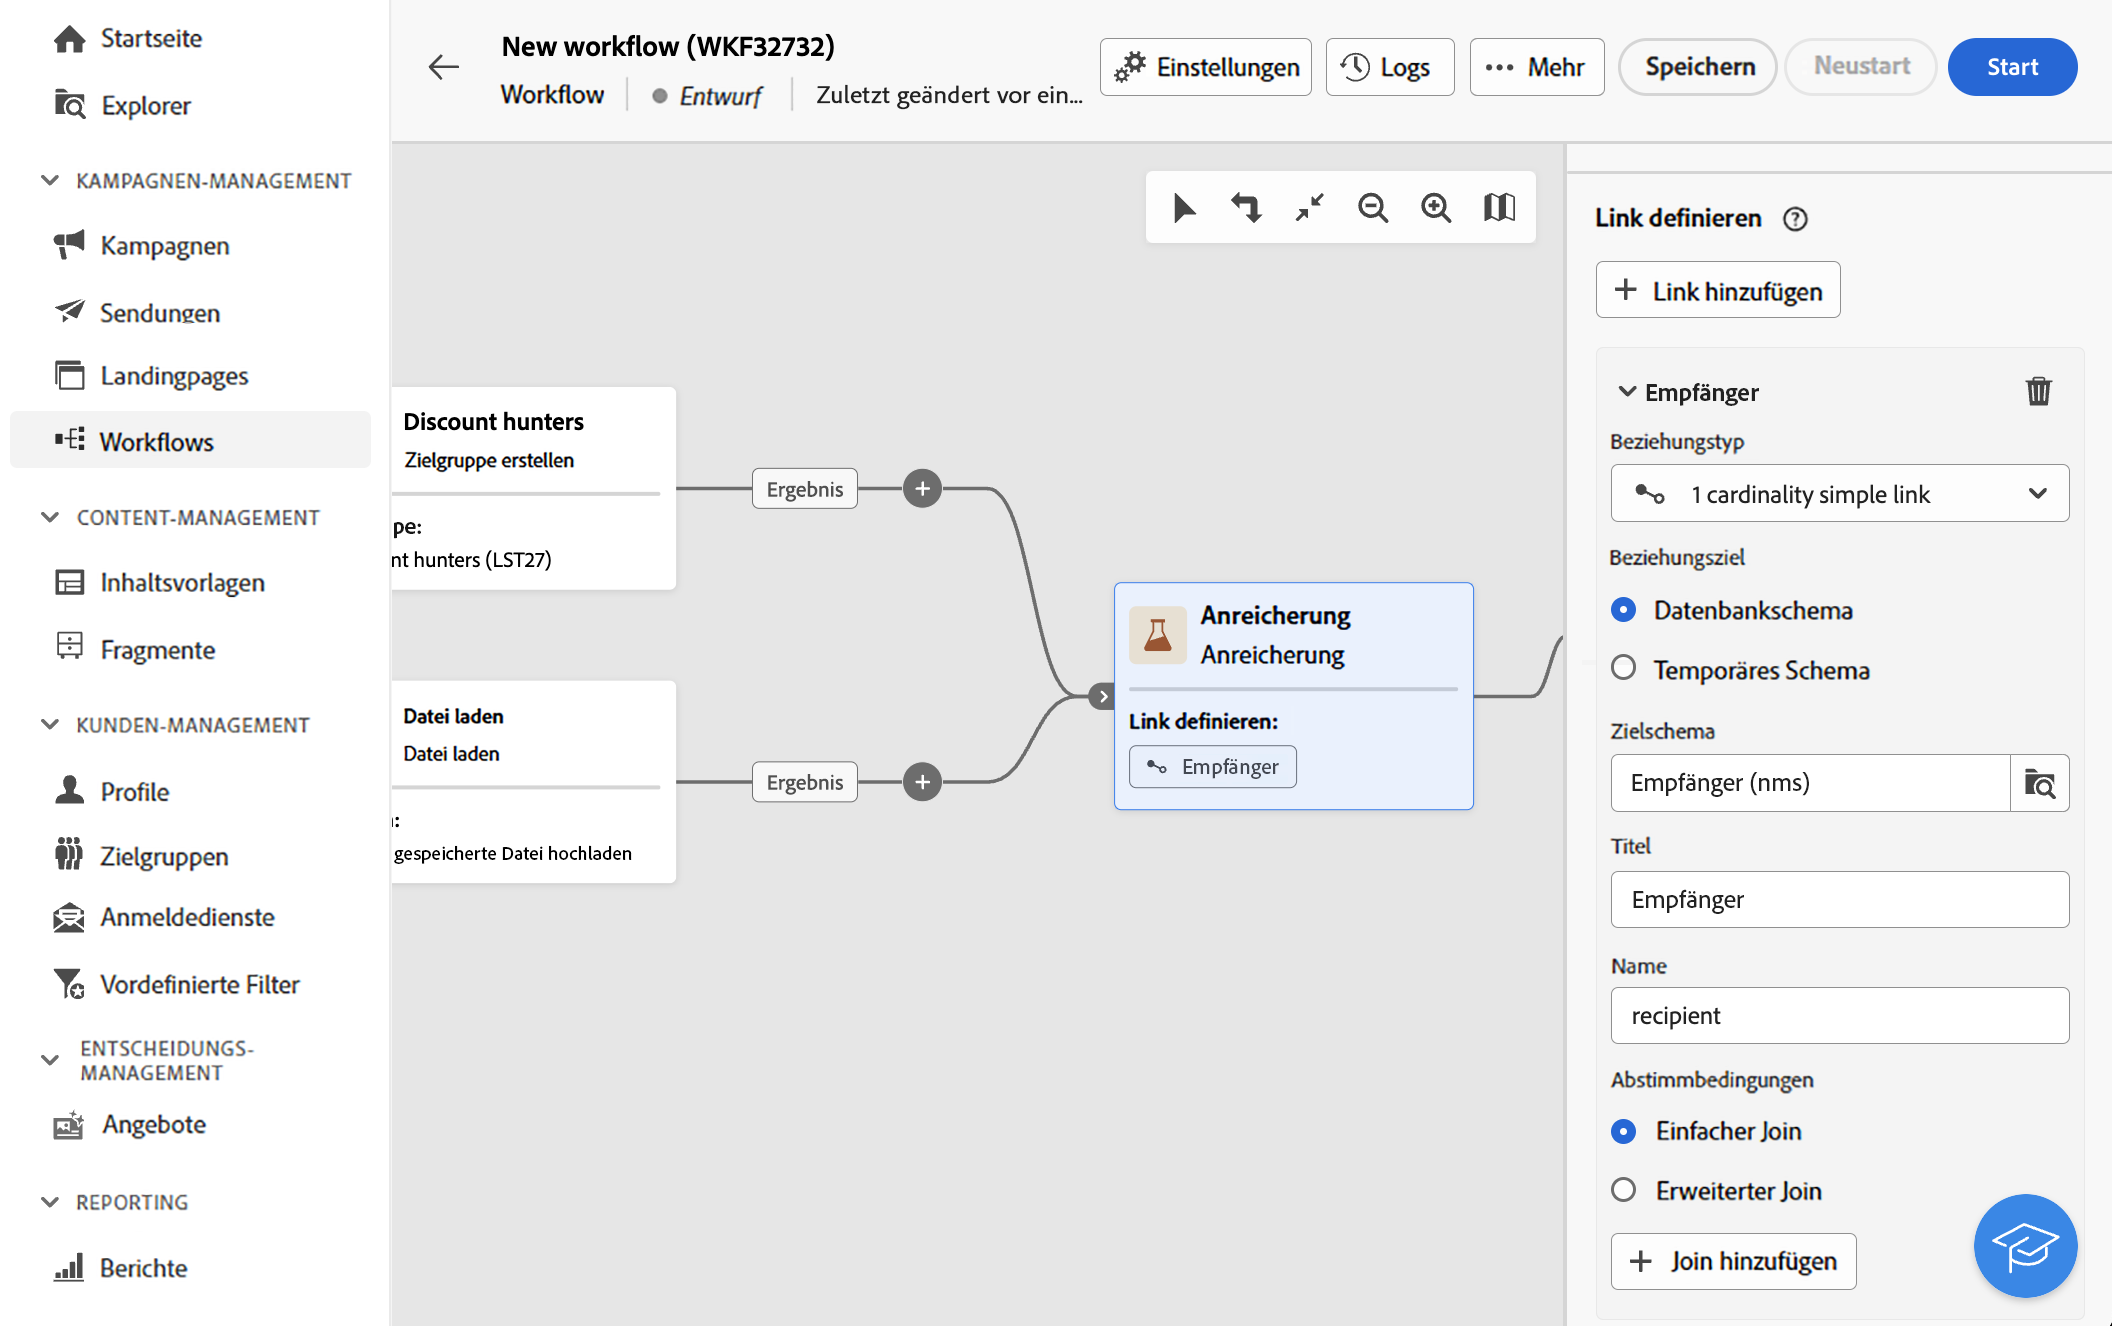 Startseite
Explorer
KAMPAGNEN-MANAGEMENT
Kampagnen
Sendungen
Landingpages
Workflows
CONTENT-MANAGEMENT
Inhaltsvorlagen
Fragmente
KUNDEN-MANAGEMENT
Profile
Zielgruppen
Anmeldedienste
Vordefinierte Filter
ENTSCHEIDUNGS-
MANAGEMENT
Angebote
REPORTING
Berichte
New workflow (WKF32732)
Workflow
Entwurf
Zuletzt geändert vor ein...
Einstellungen
Logs
Mehr
Speichern
Neustart
Start
Discount hunters
Zielgruppe erstellen
pe:
nt hunters (LST27)
Ergebnis
Datei laden
Datei laden
gespeicherte Datei hochladen
Ergebnis
Anreicherung
Anreicherung
Link definieren:
Empfänger
Link definieren
Link hinzufügen
Empfänger
Beziehungstyp
1 cardinality simple link
Beziehungsziel
Datenbankschema
Temporäres Schema
Zielschema
Empfänger (nms)
Titel
Empfänger
Name
recipient
Abstimmbedingungen
Einfacher Join
Erweiterter Join
Join hinzufügen